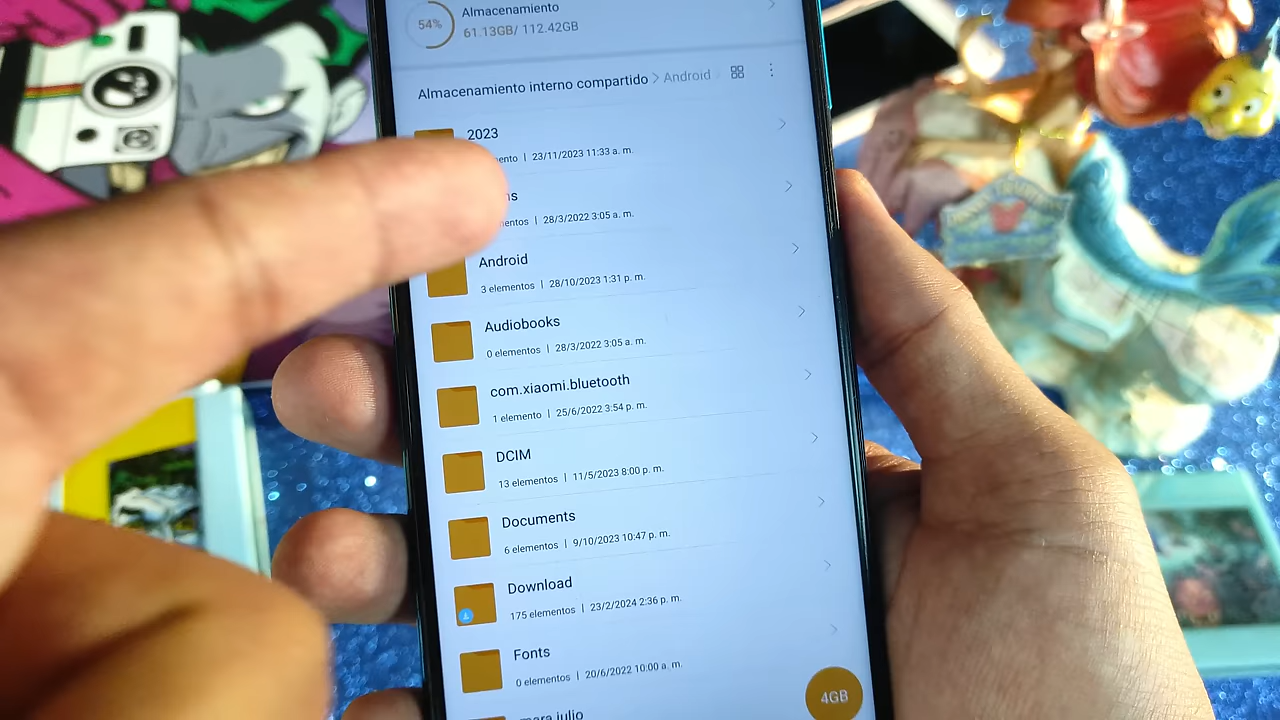 54%
Almacenamiento
61.13GB/ 112.42GB
Almacenamiento interno compartido > Android
2023
ento | 23/11/2023 11:33 a. m.
ns
entos | 28/3/2022 3:05 a. m.
Android
3 elementos | 28/10/2023 1:31 p. m.
Audiobooks
0 elementos | 28/3/2022 3:05 a. m.
com.xiaomi.bluetooth
1 elemento | 25/6/2022 3:54 p. m.
DCIM
13 elementos | 11/5/2023 8:00 p. m.
Documents
6 elementos | 9/10/2023 10:47 p. m.
Download
175 elementos | 23/2/2024 2:36 p. m.
Fonts
0 elementos | 20/6/2022 10:00 a. m.
4GB
julio